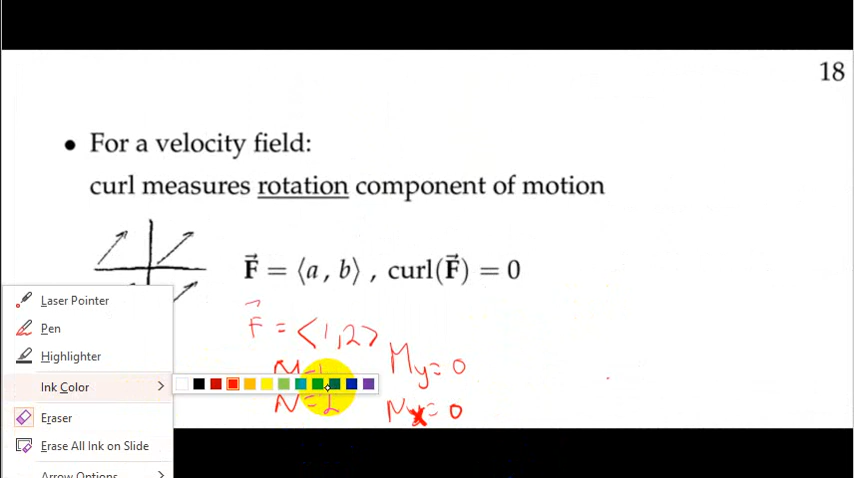 18
• For a velocity field:
curl measures rotation component of motion
F⃗ = ⟨a, b⟩, curl(F⃗) = 0
F⃗ = <1,2>
My = 0
Nx = 0
Laser Pointer
Pen
Highlighter
Ink Color
Eraser
Erase All Ink on Slide
Arrow Options